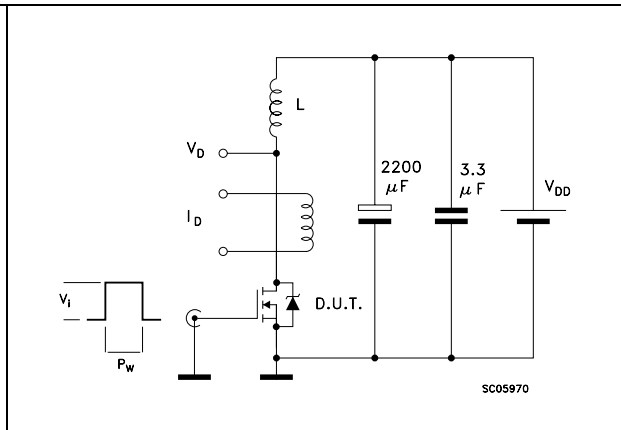 L
V_D
2200 μF
3.3 μF
V_DD
I_D
D.U.T.
V_i
P_W
SC05970